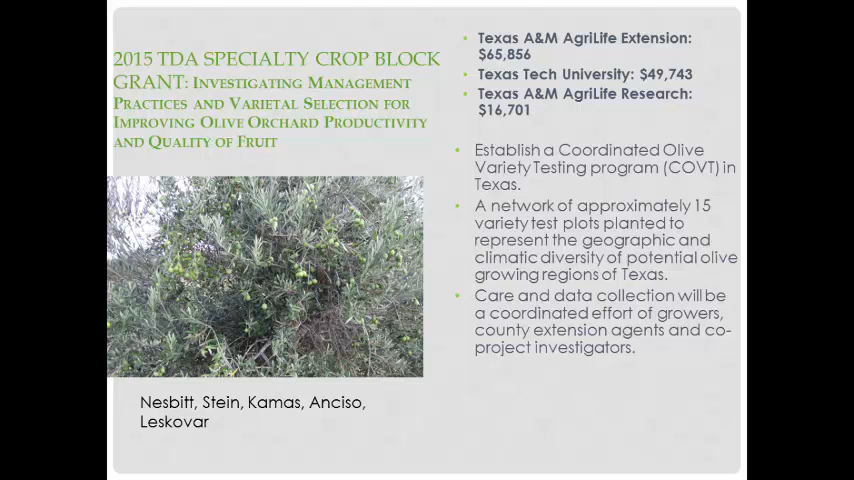 2015 TDA SPECIALTY CROP BLOCK
GRANT: INVESTIGATING MANAGEMENT
PRACTICES AND VARIETAL SELECTION FOR
IMPROVING OLIVE ORCHARD PRODUCTIVITY
AND QUALITY OF FRUIT
Nesbitt, Stein, Kamas, Anciso,
Leskovar
• Texas A&M AgriLife Extension:
$65,856
• Texas Tech University: $49,743
• Texas A&M AgriLife Research:
$16,701
• Establish a Coordinated Olive
Variety Testing program (COVT) in
Texas.
• A network of approximately 15
variety test plots planted to
represent the geographic and
climatic diversity of potential olive
growing regions of Texas.
• Care and data collection will be
a coordinated effort of growers,
county extension agents and co-
project investigators.